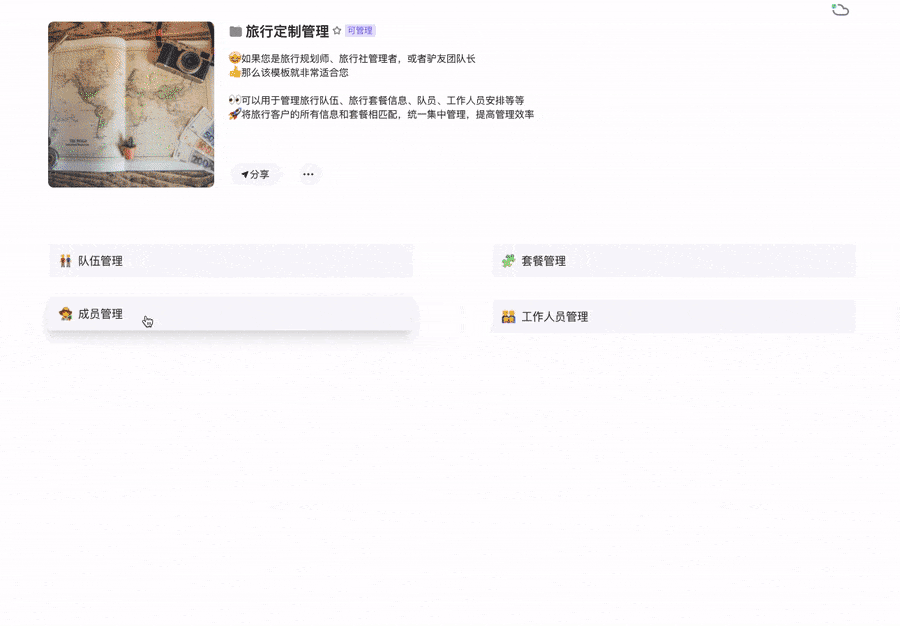 旅行定制管理 可管理
🤩如果您是旅行规划师、旅行社管理者，或者驴友团队长
👍那么该模板就非常适合您
👀可以用于管理旅行队伍、旅行套餐信息、队员、工作人员安排等等
🚀将旅行客户的所有信息和套餐相匹配，统一集中管理，提高管理效率
分享
队伍管理
套餐管理
成员管理
工作人员管理